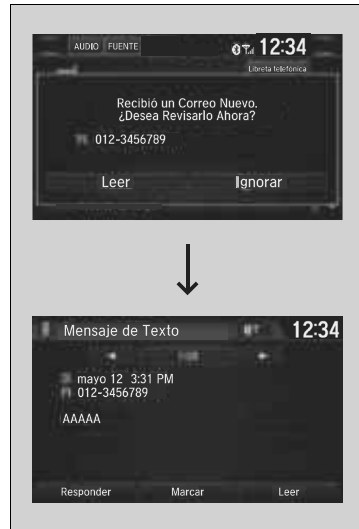 AUDIO FUENTE
12:34
Libreta telefónica
Recibió un Correo Nuevo.
¿Desea Revisarlo Ahora?
012-3456789
Leer Ignorar
Mensaje de Texto 12:34
mayo 12 3:31 PM
012-3456789
AAAAA
Responder Marcar Leer